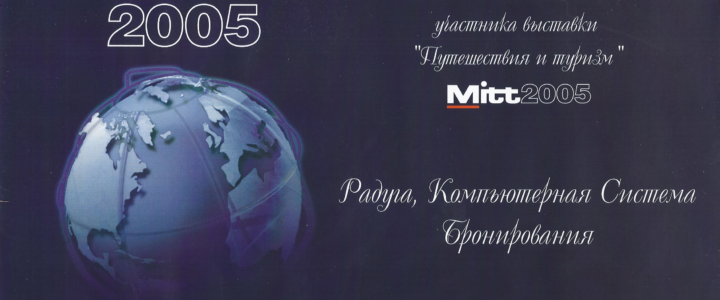 2005
участника выставки
"Путешествия и туризм"
Mitt2005
Радуга, Компьютерная Система
Бронирования